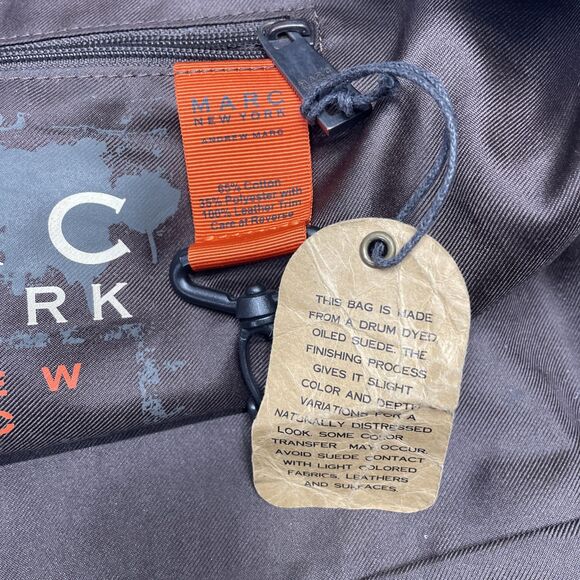 MARC
NEW YORK
ANDREW MARC
65% Cotton
35% Polyester with
100% Leather Trim
Care of Reverse
C
RK
E W
C
THIS BAG IS MADE
FROM A DRUM DYED,
OILED SUEDE. THE
FINISHING PROCESS
GIVES IT SLIGHT
COLOR AND DEPTH
VARIATIONS FOR A
NATURALLY DISTRESSED
LOOK. SOME COLOR
TRANSFER MAY OCCUR.
AVOID SUEDE CONTACT
WITH LIGHT COLORED
FABRICS, LEATHERS
AND SURFACES.